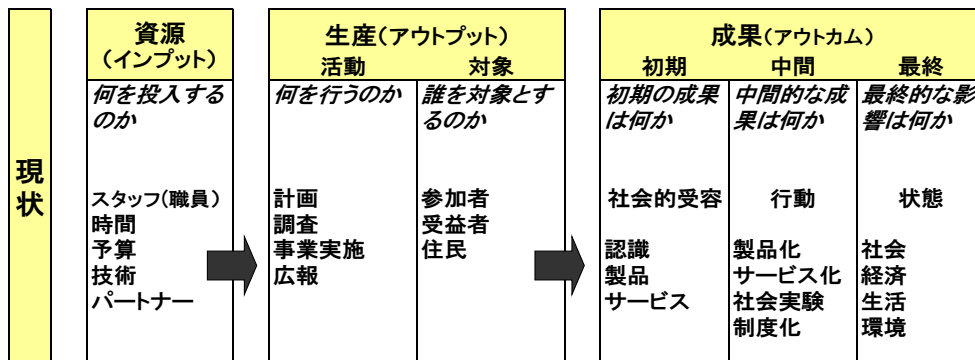 現状
資源
（インプット）
何を投入する
のか
スタッフ(職員)
時間
予算
技術
パートナー
生産(アウトプット)
活動 対象
何を行うのか
計画
調査
事業実施
広報
誰を対象とす
るのか
参加者
受益者
住民
成果(アウトカム)
初期 中間 最終
初期の成果
は何か
社会的受容
認識
製品
サービス
中間的な成
果は何か
行動
製品化
サービス化
社会実験
制度化
最終的な影
響は何か
状態
社会
経済
生活
環境